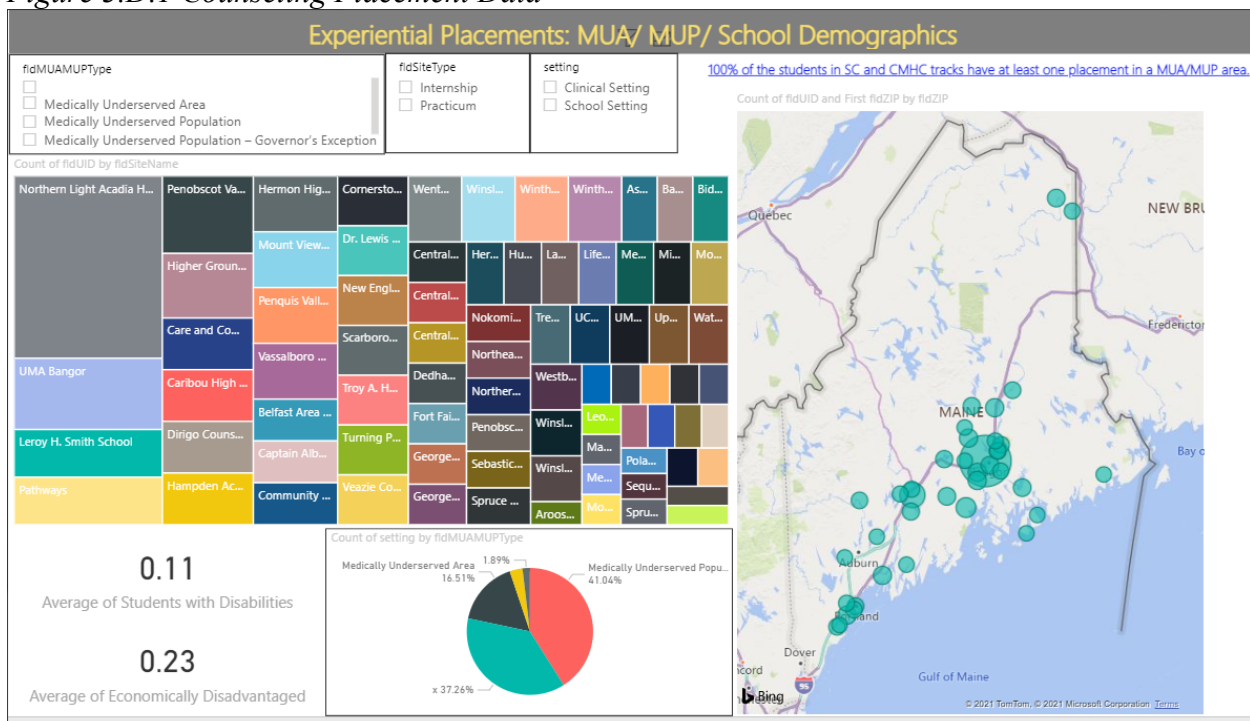 Figure 3.D.1 Counseling Placement Data
Experiential Placements: MUA/ MUP/ School Demographics
fldMUAMUPType
Medically Underserved Area
Medically Underserved Population
Medically Underserved Population – Governor's Exception
fldSiteType
Internship
Practicum
setting
Clinical Setting
School Setting
100% of the students in SC and CMHC tracks have at least one placement in a MUA/MUP area.
Count of fldUID by fldSiteName
Northern Light Acadia H...
UMA Bangor
Leroy H. Smith School
Pathways
Penobscot Va...
Higher Groun...
Care and Co...
Caribou High ...
Dirigo Couns...
Hampden Ac...
Hermon Hig...
Mount View...
Penquis Vall...
Vassalboro ...
Belfast Area ...
Captain Alb...
Community ...
Cornersto...
Dr. Lewis ...
New Engl...
Scarboro...
Troy A. H...
Turning P...
Veazie Co...
Went...
Central...
Central...
Central...
Dedha...
Fort Fai...
George...
George...
Winsl...
Winth...
Winth...
As...
Ba...
Bid...
Her...
Hu...
La...
Life...
Me...
Mi...
Mo...
Nokomi...
Northea...
Norther...
Penobsc...
Sebastic...
Spruce ...
Tre...
UC...
UM...
Up...
Wat...
Westb...
Winsl...
Winsl...
Aroos...
Leo...
Ma...
Me...
Mo...
Pola...
Sequ...
Spru...
0.11
Average of Students with Disabilities
0.23
Average of Economically Disadvantaged
Count of setting by fldMUAMUPType
1.89%
Medically Underserved Area
16.51%
Medically Underserved Popu...
41.04%
x 37.26%
Count of fldUID and First fldZIP by fldZIP
Québec
NEW BRU
Fredericton
MAINE
Bay o
Auburn
Portland
Dover
ncord
Gulf of Maine
95
Bing
© 2021 TomTom, © 2021 Microsoft Corporation Terms